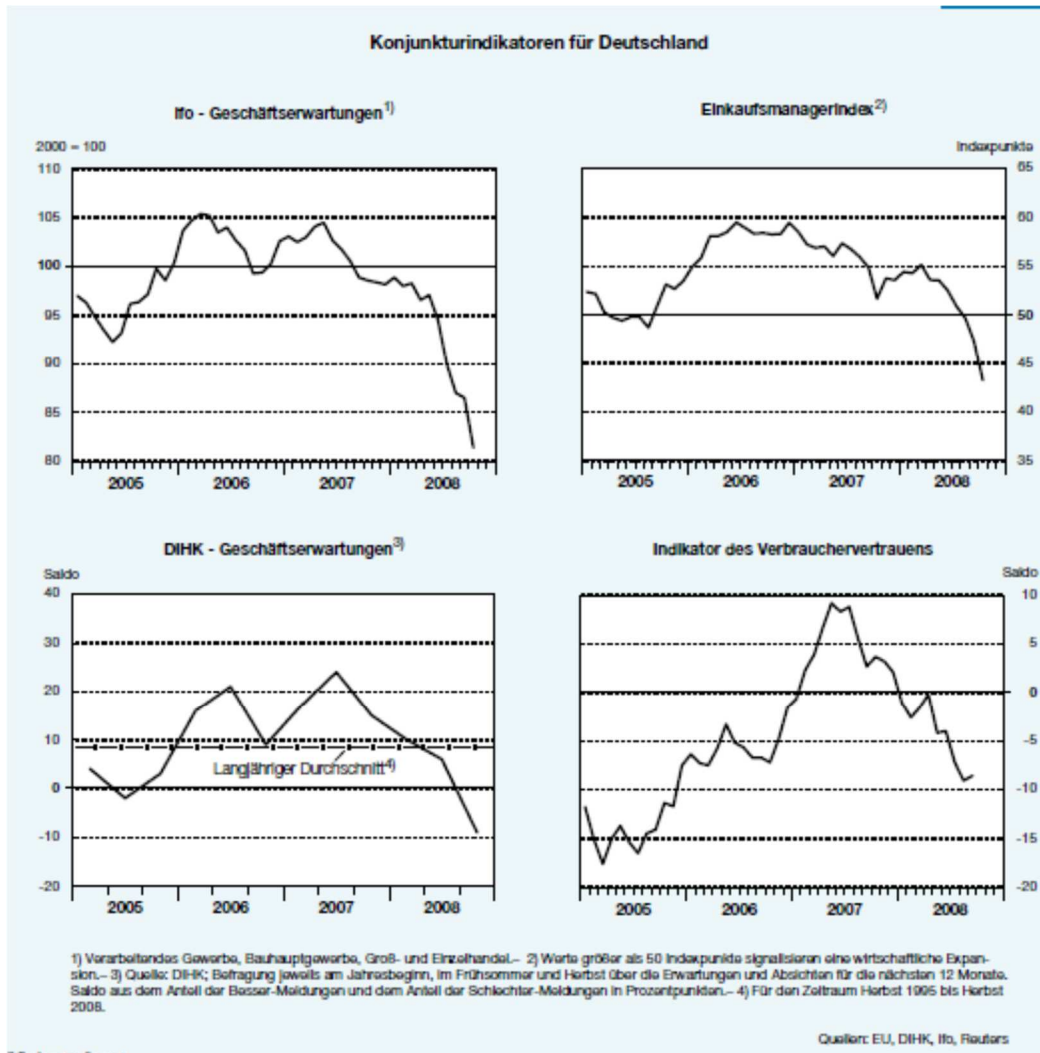 Konjunkturindikatoren für Deutschland
Ifo - Geschäftserwartungen1)
2000 = 100
110
105
100
95
90
85
80
2005 2006 2007 2008
Einkaufsmanagerindex2)
Indexpunkte
65
60
55
50
45
40
35
2005 2006 2007 2008
DIHK - Geschäftserwartungen3)
Saldo
40
30
20
10
0
-10
-20
Langjähriger Durchschnitt4)
2005 2006 2007 2008
Indikator des Verbrauchervertrauens
Saldo
10
5
0
-5
-10
-15
-20
2005 2006 2007 2008
1) Verarbeitendes Gewerbe, Bauhauptgewerbe, Groß- und Einzelhandel.– 2) Werte größer als 50 Indexpunkte signalisieren eine wirtschaftliche Expan-
sion.– 3) Quelle: DIHK; Befragung jeweils am Jahresbeginn, im Frühsommer und Herbst über die Erwartungen und Absichten für die nächsten 12 Monate.
Saldo aus dem Anteil der Besser-Meldungen und dem Anteil der Schlechter-Meldungen in Prozentpunkten.– 4) Für den Zeitraum Herbst 1995 bis Herbst
2008.
Quellen: EU, DIHK, Ifo, Reuters